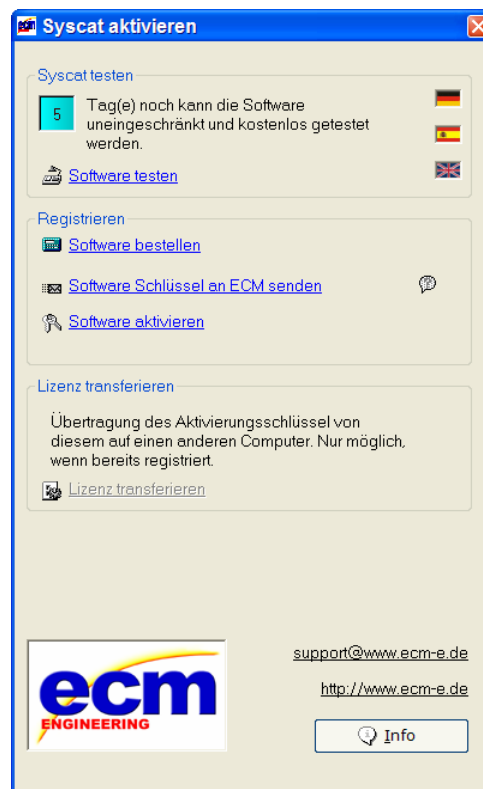 Syscat aktivieren
Syscat testen
5
Tag(e) noch kann die Software
uneingeschränkt und kostenlos getestet
werden.
Software testen
Registrieren
Software bestellen
Software Schlüssel an ECM senden
Software aktivieren
Lizenz transferieren
Übertragung des Aktivierungsschlüssel von
diesem auf einen anderen Computer. Nur möglich,
wenn bereits registriert.
Lizenz transferieren
support@www.ecm-e.de
http://www.ecm-e.de
ecm
ENGINEERING
Info